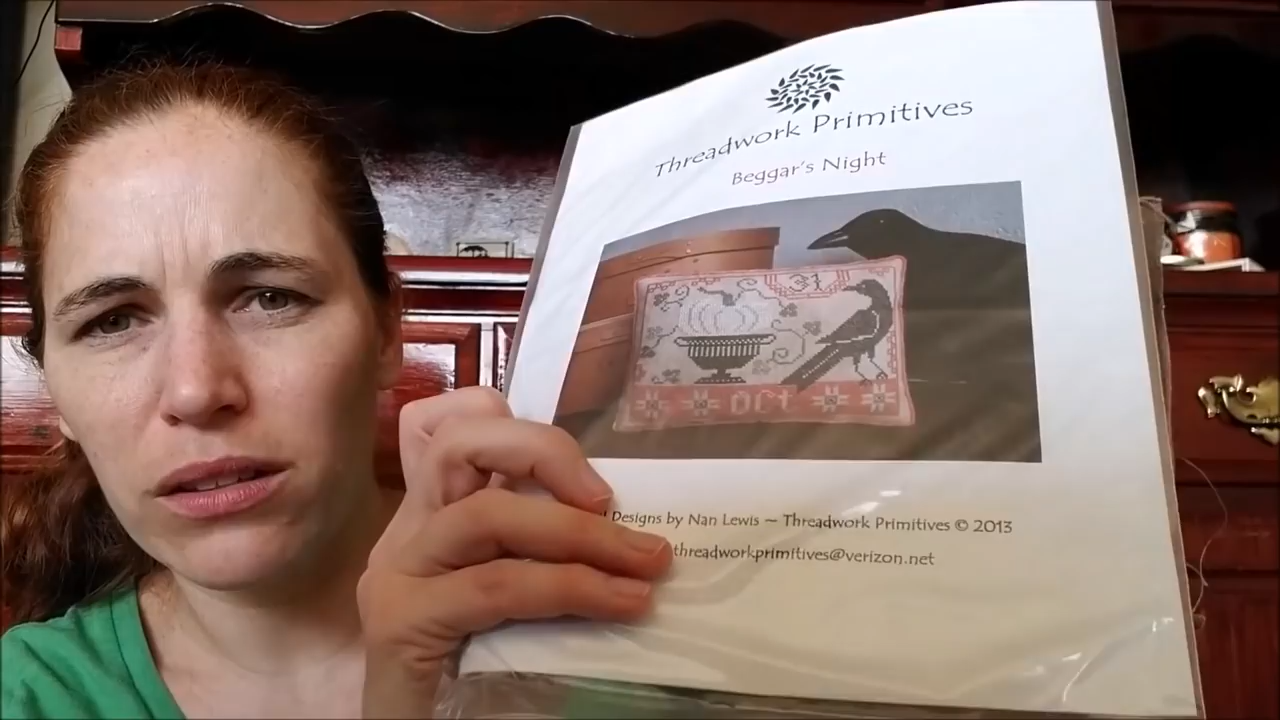 Threadwork Primitives
Beggar's Night
31
OCt
Designs by Nan Lewis ~ Threadwork Primitives © 2013
threadworkprimitives@verizon.net